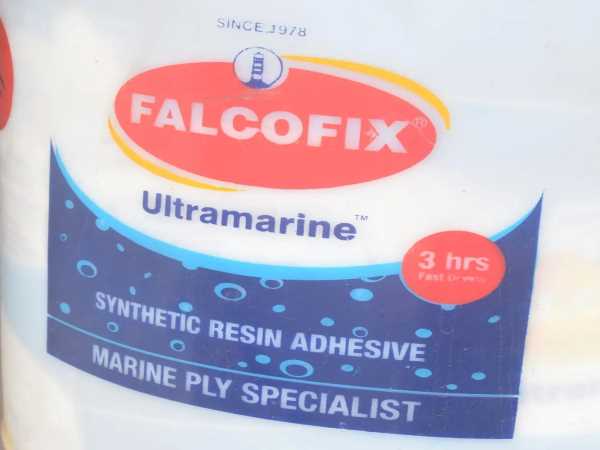 SINCE 1978
FALCOFIX®
Ultramarine™
3 hrs
SYNTHETIC RESIN ADHESIVE
MARINE PLY SPECIALIST